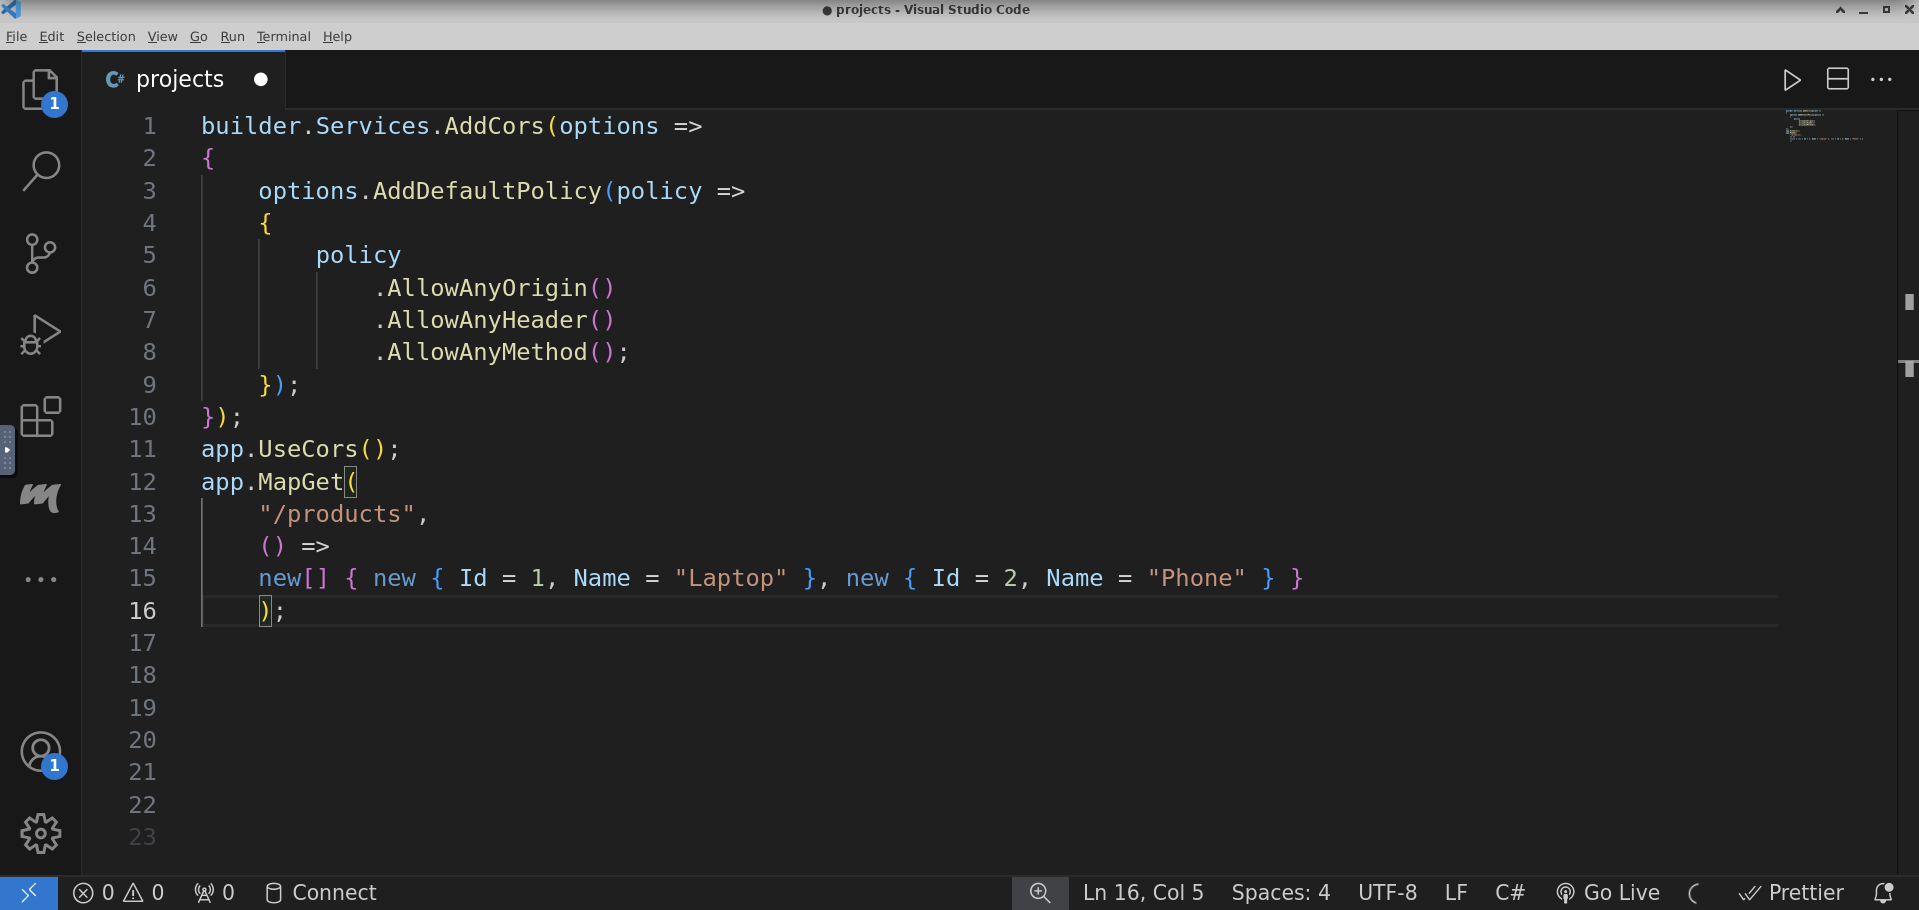 ● projects - Visual Studio Code
File Edit Selection View Go Run Terminal Help
C# projects ●
1 builder.Services.AddCors(options =>
2 {
3     options.AddDefaultPolicy(policy =>
4     {
5         policy
6             .AllowAnyOrigin()
7             .AllowAnyHeader()
8             .AllowAnyMethod();
9     });
10 });
11 app.UseCors();
12 app.MapGet(
13     "/products",
14     () =>
15     new[] { new { Id = 1, Name = "Laptop" }, new { Id = 2, Name = "Phone" } }
16     );
17
18
19
20
21
22
23
1
1
0 0 0 Connect Ln 16, Col 5 Spaces: 4 UTF-8 LF C# Go Live Prettier